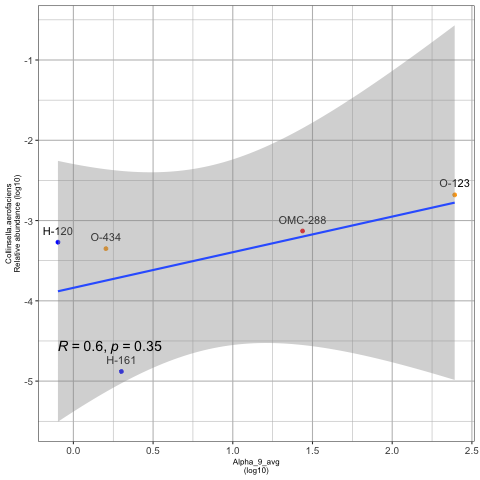 -1
-2
-3
-4
-5
Collinsella.aerofaciens
Relative abundance (log10)
O-123
OMC-288
H-120
O-434
R = 0.6, p = 0.35
H-161
0.0 0.5 1.0 1.5 2.0 2.5
Alpha_9_avg
(log10)